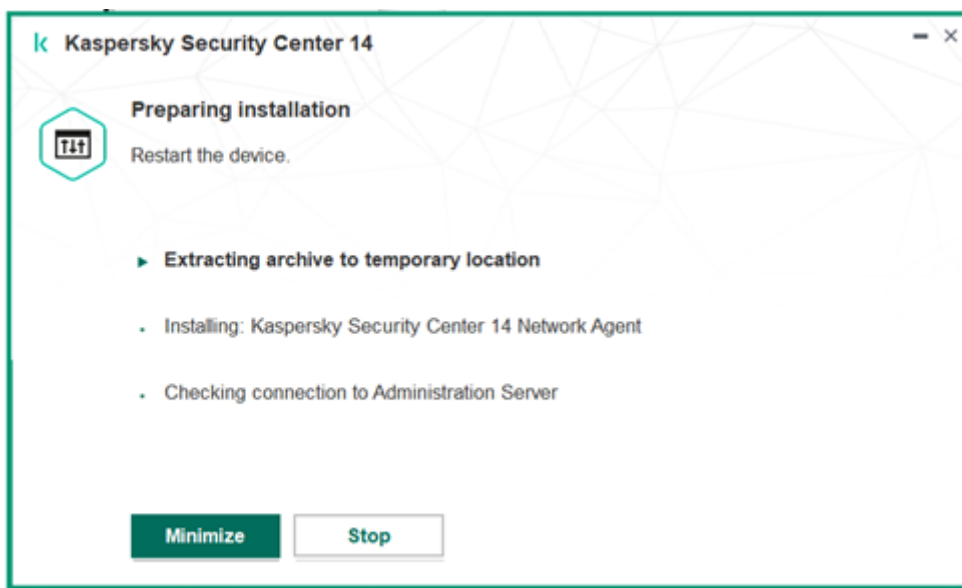 Kaspersky Security Center 14
Preparing installation
Restart the device.
Extracting archive to temporary location
Installing: Kaspersky Security Center 14 Network Agent
Checking connection to Administration Server
Minimize
Stop